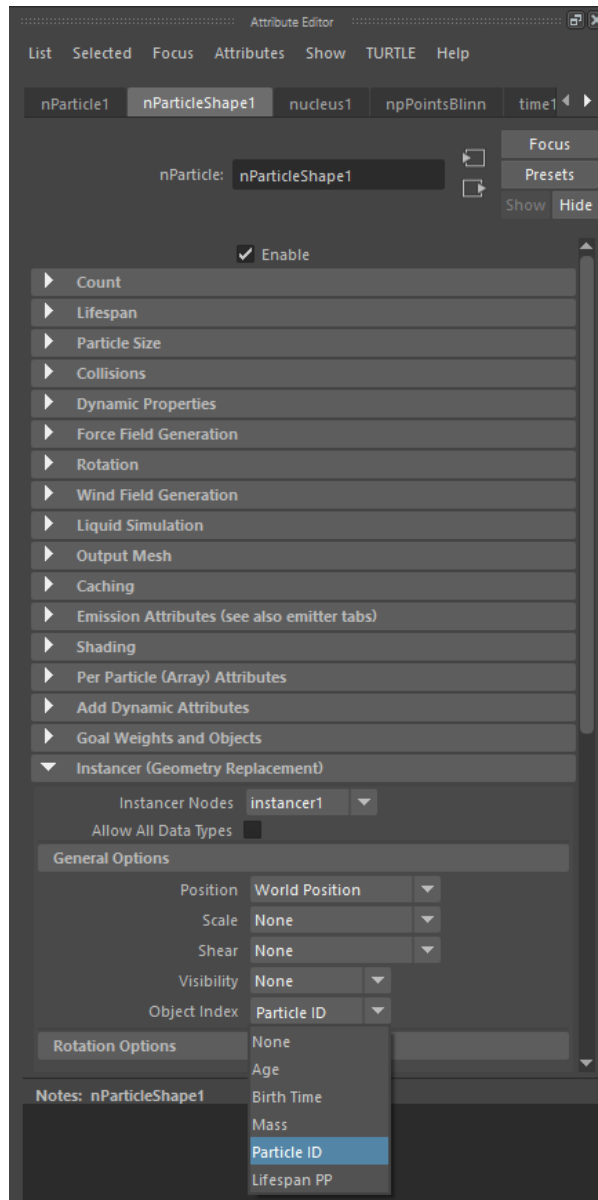 Attribute Editor
List Selected Focus Attributes Show TURTLE Help
nParticle1 nParticleShape1 nucleus1 npPointsBlinn time1
nParticle: nParticleShape1
Focus
Presets
Show Hide
Enable
Count
Lifespan
Particle Size
Collisions
Dynamic Properties
Force Field Generation
Rotation
Wind Field Generation
Liquid Simulation
Output Mesh
Caching
Emission Attributes (see also emitter tabs)
Shading
Per Particle (Array) Attributes
Add Dynamic Attributes
Goal Weights and Objects
Instancer (Geometry Replacement)
Instancer Nodes instancer1
Allow All Data Types
General Options
Position World Position
Scale None
Shear None
Visibility None
Object Index Particle ID
Rotation Options
None
Age
Birth Time
Mass
Particle ID
Lifespan PP
Notes: nParticleShape1